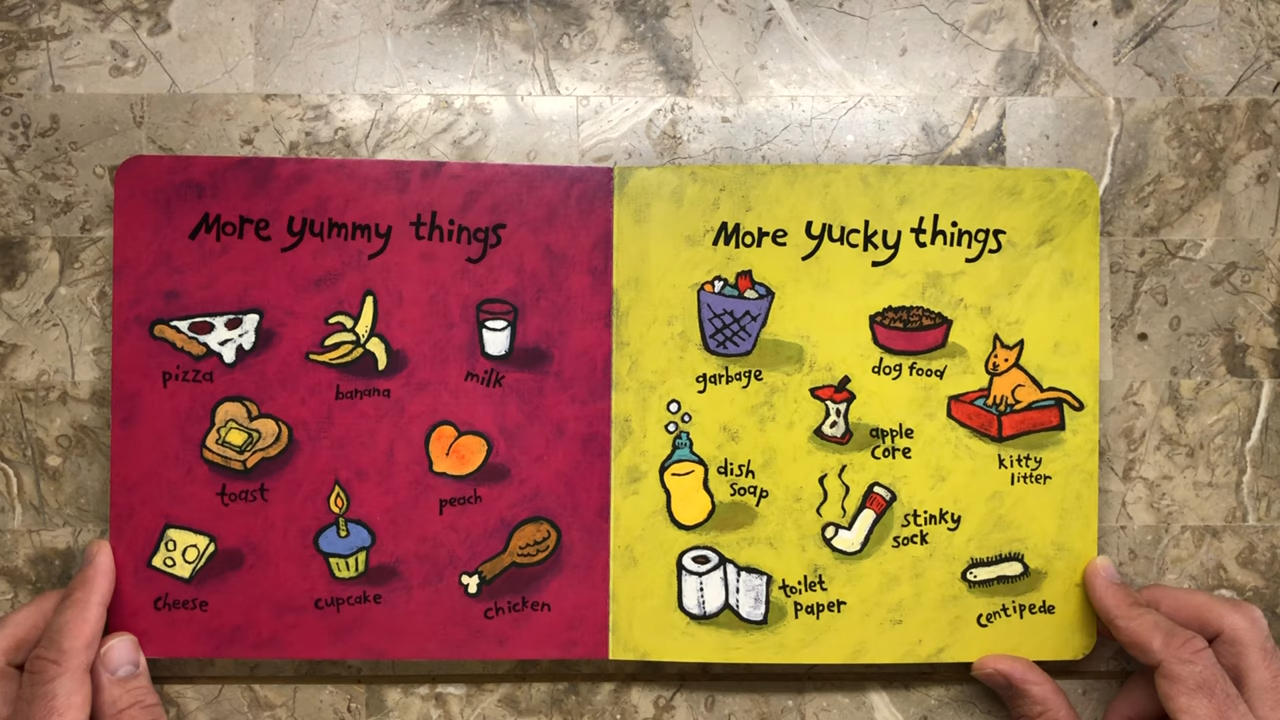 More yummy things
pizza
banana
milk
toast
peach
cheese
cupcake
chicken
More yucky things
garbage
dog food
apple
core
kitty
litter
dish
soap
stinky
sock
toilet
paper
centipede